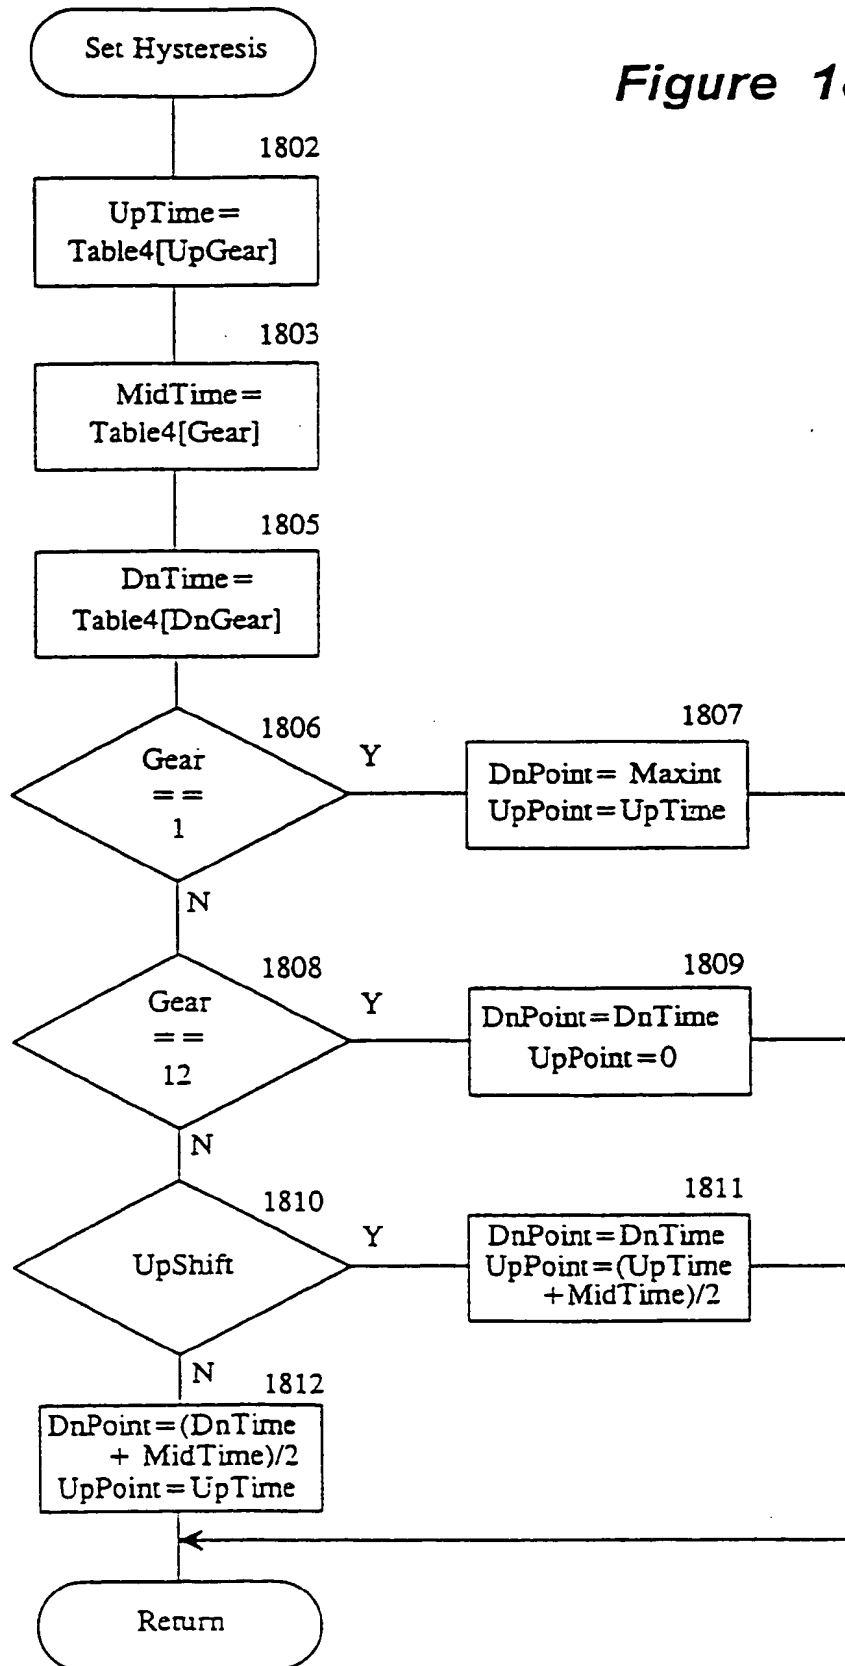 Set Hysteresis
Figure 18
1802
UpTime=
Table4[UpGear]
1803
MidTime=
Table4[Gear]
1805
DnTime=
Table4[DnGear]
1806
Gear
==
1
Y
N
1807
DnPoint= Maxint
UpPoint=UpTime
1808
Gear
==
12
Y
N
1809
DnPoint=DnTime
UpPoint=0
1810
UpShift
Y
N
1811
DnPoint=DnTime
UpPoint=(UpTime
+MidTime)/2
1812
DnPoint=(DnTime
+ MidTime)/2
UpPoint=UpTime
Return